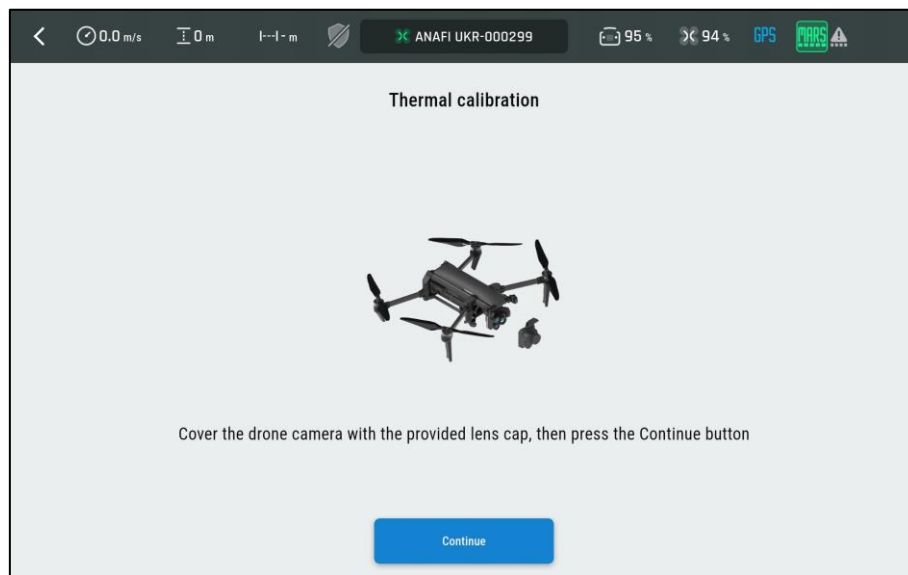 0.0 m/s 0 m I---I - m ANAFI UKR-000299 95 % 94 % GPS MARS
Thermal calibration
Cover the drone camera with the provided lens cap, then press the Continue button
Continue